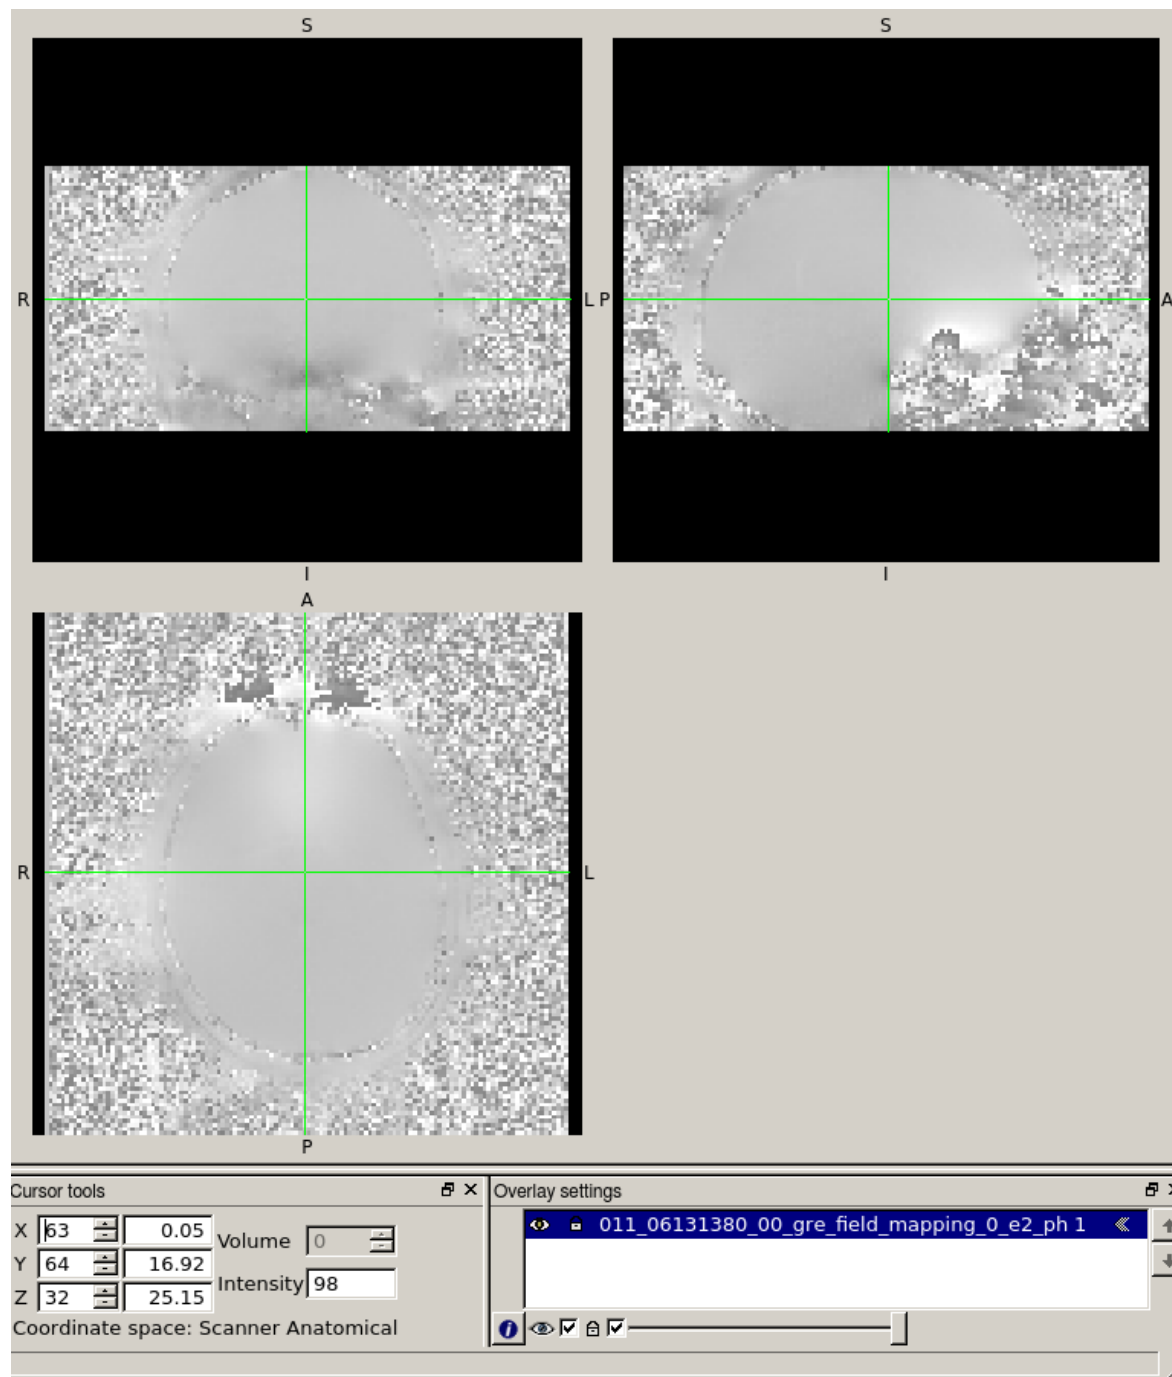 S S
R L P A
I I
A
R L
P
Cursor tools Overlay settings
X 63 0.05 Volume 0
Y 64 16.92 Intensity 98
Z 32 25.15
Coordinate space: Scanner Anatomical
011_06131380_00_gre_field_mapping_0_e2_ph 1